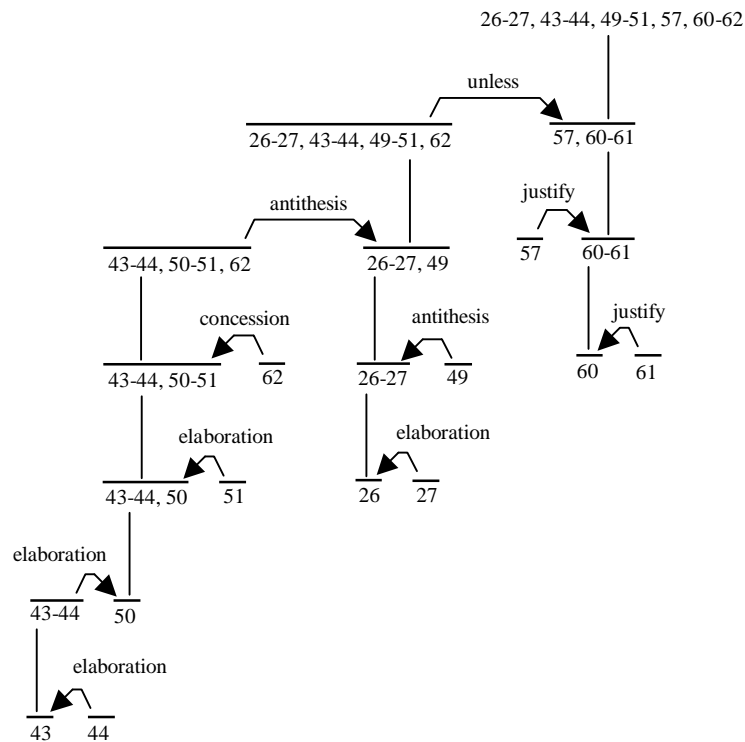 26-27, 43-44, 49-51, 57, 60-62
unless
26-27, 43-44, 49-51, 62
57, 60-61
antithesis
justify
43-44, 50-51, 62
26-27, 49
57
60-61
concession
antithesis
justify
43-44, 50-51
62
26-27
49
60
61
elaboration
elaboration
43-44, 50
51
26
27
elaboration
43-44
50
elaboration
43
44